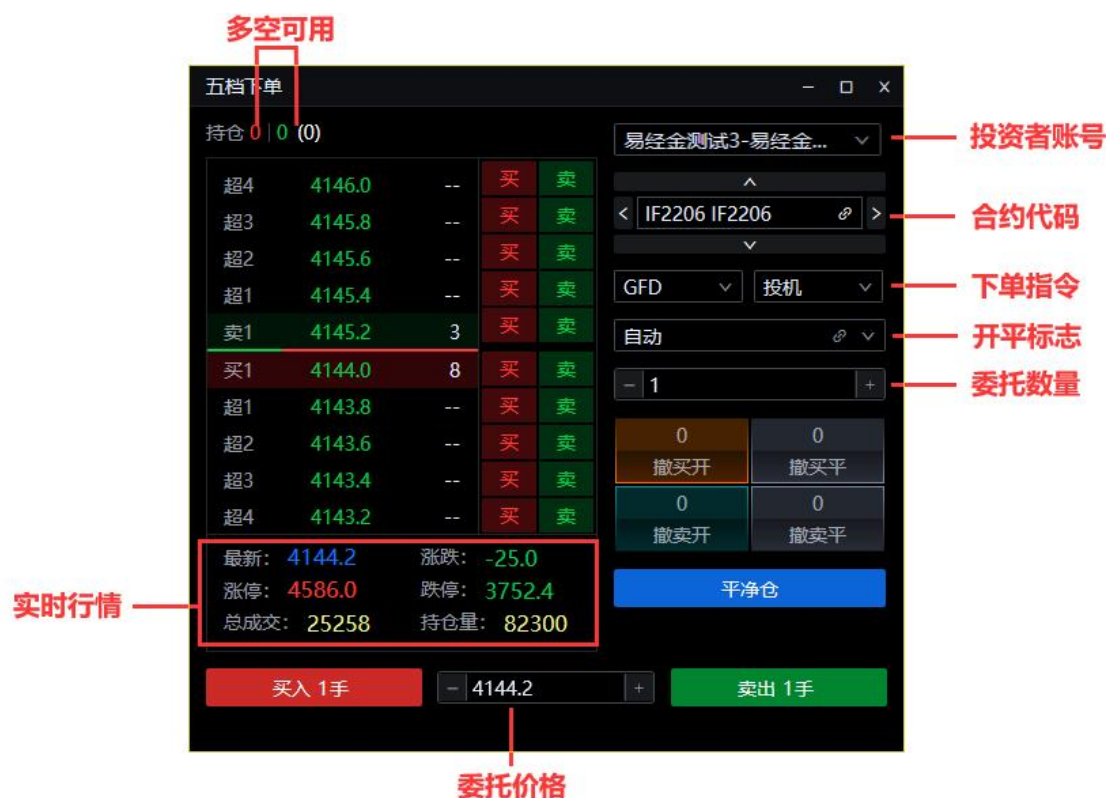 多空可用
五档下单
持仓 0 | 0 (0)
易经金测试3-易经金...
投资者账号
超4 4146.0 -- 买 卖
超3 4145.8 -- 买 卖
IF2206 IF2206
合约代码
超2 4145.6 -- 买 卖
超1 4145.4 -- 买 卖
GFD 投机
下单指令
卖1 4145.2 3 买 卖
自动
开平标志
买1 4144.0 8 买 卖
- 1 +
委托数量
超1 4143.8 -- 买 卖
超2 4143.6 -- 买 卖
超3 4143.4 -- 买 卖
超4 4143.2 -- 买 卖
0 0
撤买开 撤买平
0 0
撤卖开 撤卖平
最新: 4144.2 涨跌: -25.0
涨停: 4586.0 跌停: 3752.4
总成交: 25258 持仓量: 82300
平净仓
实时行情
买入 1手 - 4144.2 + 卖出 1手
委托价格